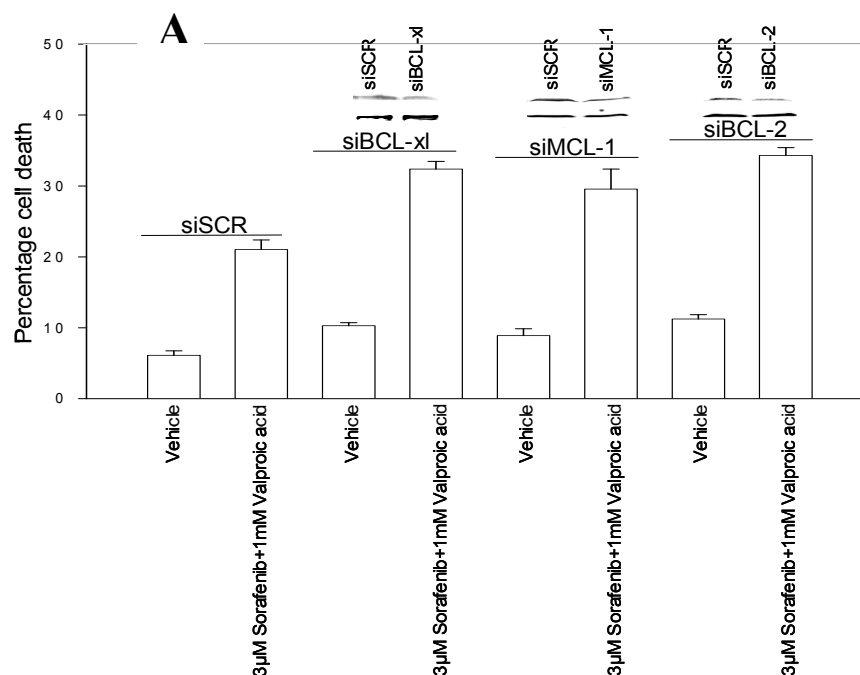 A
50
40
30
20
10
0
Percentage cell death
siSCR
siBCL-xl
siSCR
siMCL-1
siSCR
siBCL-2
siSCR
siBCL-xl
siMCL-1
siBCL-2
Vehicle
3μM Sorafenib+1mM Valproic acid
Vehicle
3μM Sorafenib+1mM Valproic acid
Vehicle
3μM Sorafenib+1mM Valproic acid
Vehicle
3μM Sorafenib+1mM Valproic acid